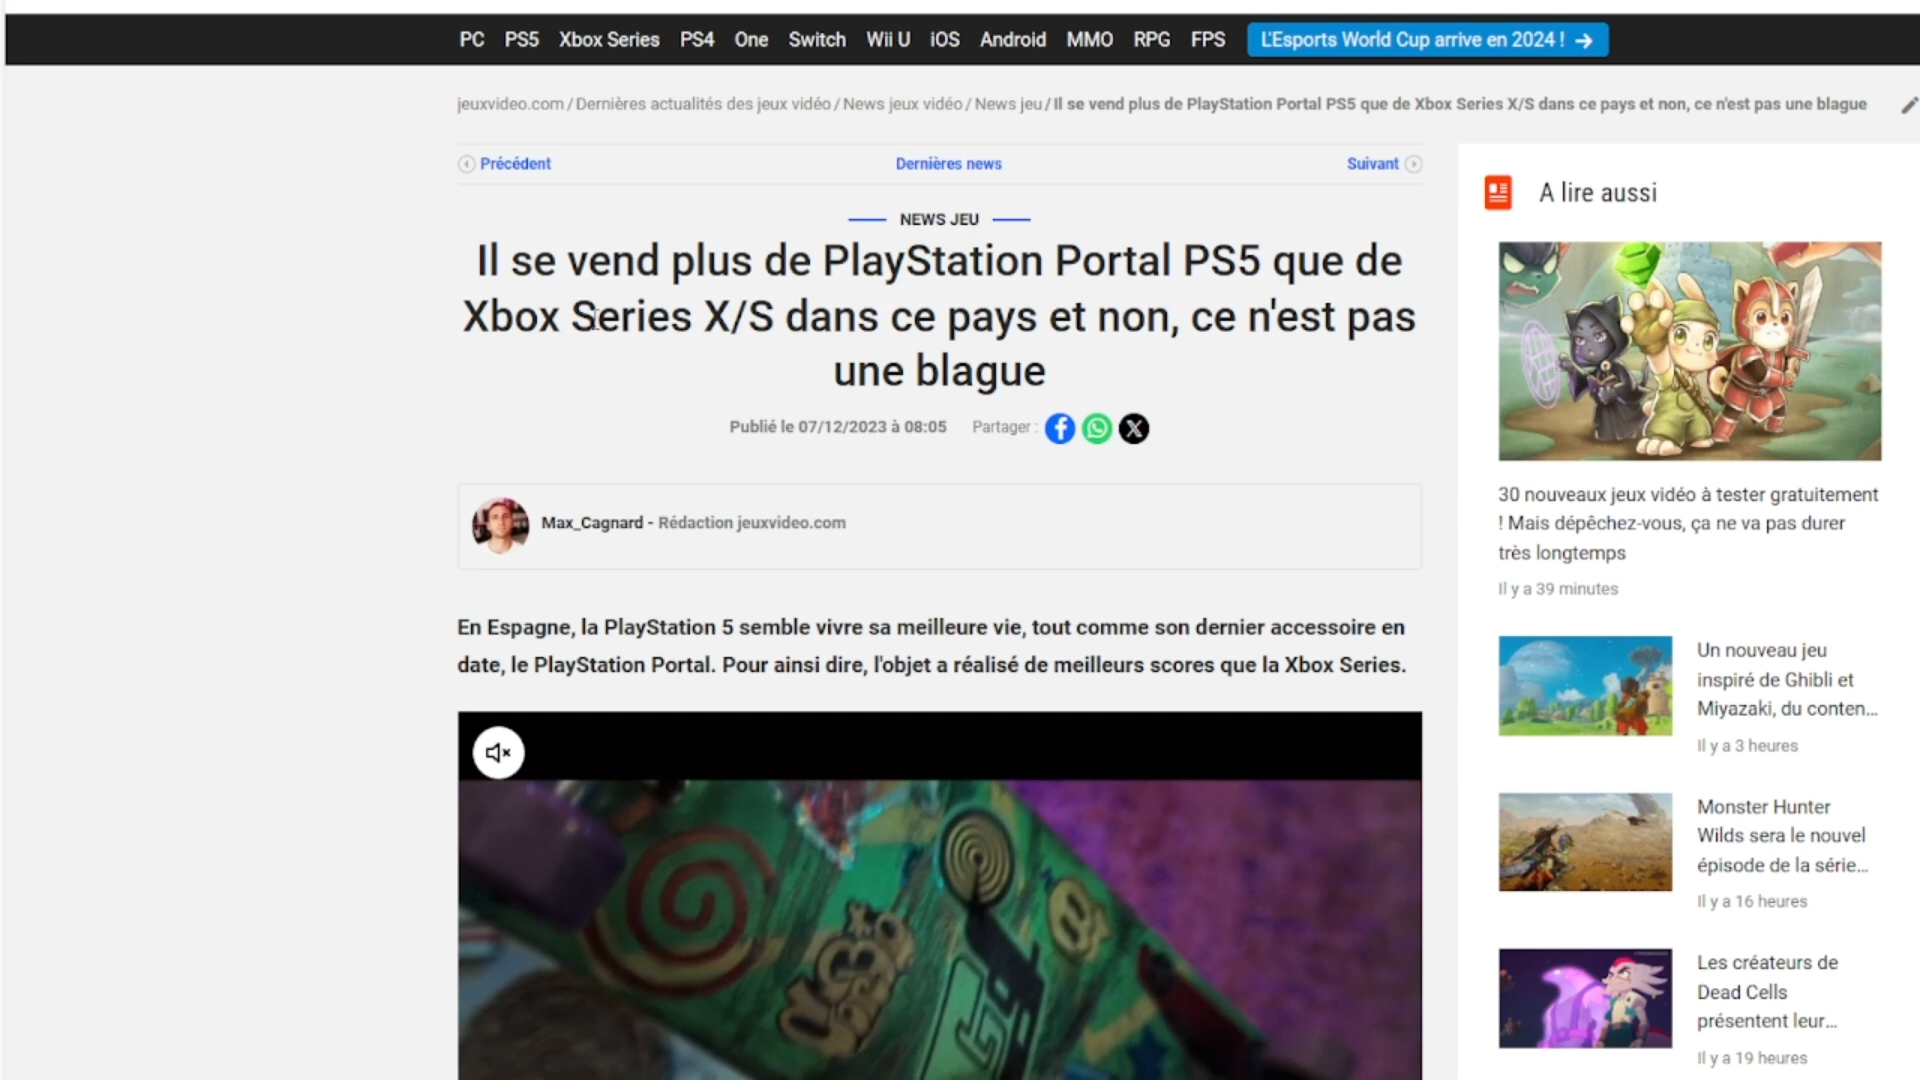 PC PS5 Xbox Series PS4 One Switch Wii U iOS Android MMO RPG FPS L'Esports World Cup arrive en 2024 ! →
jeuxvideo.com / Dernières actualités des jeux vidéo / News jeux vidéo / News jeu / Il se vend plus de PlayStation Portal PS5 que de Xbox Series X/S dans ce pays et non, ce n'est pas une blague
Précédent Dernières news Suivant
NEWS JEU
Il se vend plus de PlayStation Portal PS5 que de
Xbox Series X/S dans ce pays et non, ce n'est pas
une blague
Publié le 07/12/2023 à 08:05 Partager :
Max_Cagnard - Rédaction jeuxvideo.com
En Espagne, la PlayStation 5 semble vivre sa meilleure vie, tout comme son dernier accessoire en
date, le PlayStation Portal. Pour ainsi dire, l'objet a réalisé de meilleurs scores que la Xbox Series.
A lire aussi
30 nouveaux jeux vidéo à tester gratuitement
! Mais dépêchez-vous, ça ne va pas durer
très longtemps
Il y a 39 minutes
Un nouveau jeu
inspiré de Ghibli et
Miyazaki, du conten...
Il y a 3 heures
Monster Hunter
Wilds sera le nouvel
épisode de la série...
Il y a 16 heures
Les créateurs de
Dead Cells
présentent leur...
Il y a 19 heures